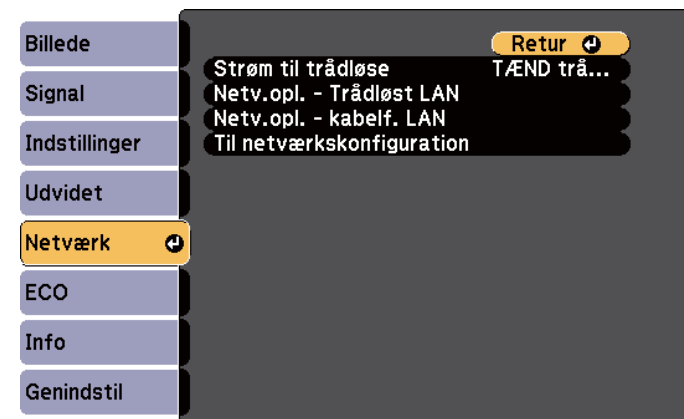 Billede
Signal
Indstillinger
Udvidet
Netværk
ECO
Info
Genindstil
Retur
Strøm til trådløse TÆND trå...
Netv.opl. - Trådløst LAN
Netv.opl. - kabelf. LAN
Til netværkskonfiguration